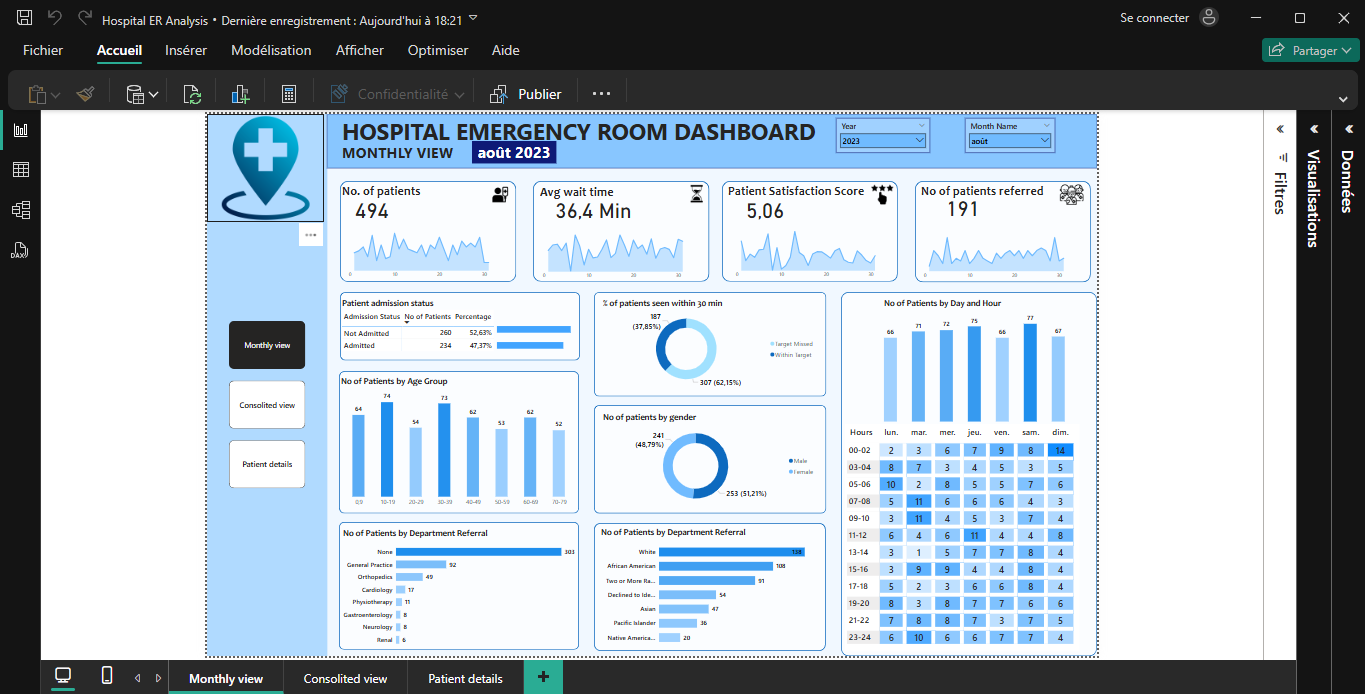 Hospital ER Analysis • Dernière enregistrement : Aujourd'hui à 18:21
Se connecter
Fichier Accueil Insérer Modélisation Afficher Optimiser Aide
Partager
Confidentialité Publier ...
DAX
HOSPITAL EMERGENCY ROOM DASHBOARD
MONTHLY VIEW août 2023
Year
2023
Month Name
août
Filtres
Visualisations
Données
No. of patients
494
0 10 20 30
Avg wait time
36,4 Min
0 10 20 30
Patient Satisfaction Score
5,06
0 10 20 30
No of patients referred
191
0 10 20 30
Monthly view
Consolited view
Patient details
Patient admission status
Admission Status No of Patients Percentage
Not Admitted 260 52,63%
Admitted 234 47,37%
% of patients seen within 30 min
187
(37,85%)
307 (62,15%)
Target Missed
Within Target
No of Patients by Age Group
64 74 54 73 62 53 62 52
0,9 10-19 20-29 30-39 40-49 50-59 60-69 70-79
No of patients by gender
241
(48,79%)
253 (51,21%)
Male
Female
No of Patients by Department Referral
None 303
General Practice 92
Orthopedics 49
Cardiology 17
Physiotherapy 11
Gastroenterology 8
Neurology 8
Renal 6
No of Patients by Department Referral
White 138
African American 108
Two or More Ra... 91
Declined to Ide... 54
Asian 47
Pacific Islander 36
Native America... 20
No of Patients by Day and Hour
66 71 72 75 66 77 67
Hours lun. mar. mer. jeu. ven. sam. dim.
00-02 2 3 6 7 9 8 14
03-04 8 7 3 4 5 3 5
05-06 10 2 8 5 5 7 6
07-08 5 11 6 6 6 4 3
09-10 3 11 4 5 3 7 4
11-12 6 4 6 11 4 4 8
13-14 3 1 5 7 7 8 4
15-16 3 9 9 4 4 8 4
17-18 5 2 3 6 6 8 4
19-20 8 3 8 7 7 6 6
21-22 7 8 8 7 3 7 5
23-24 6 10 6 6 7 7 4
Monthly view Consolited view Patient details +